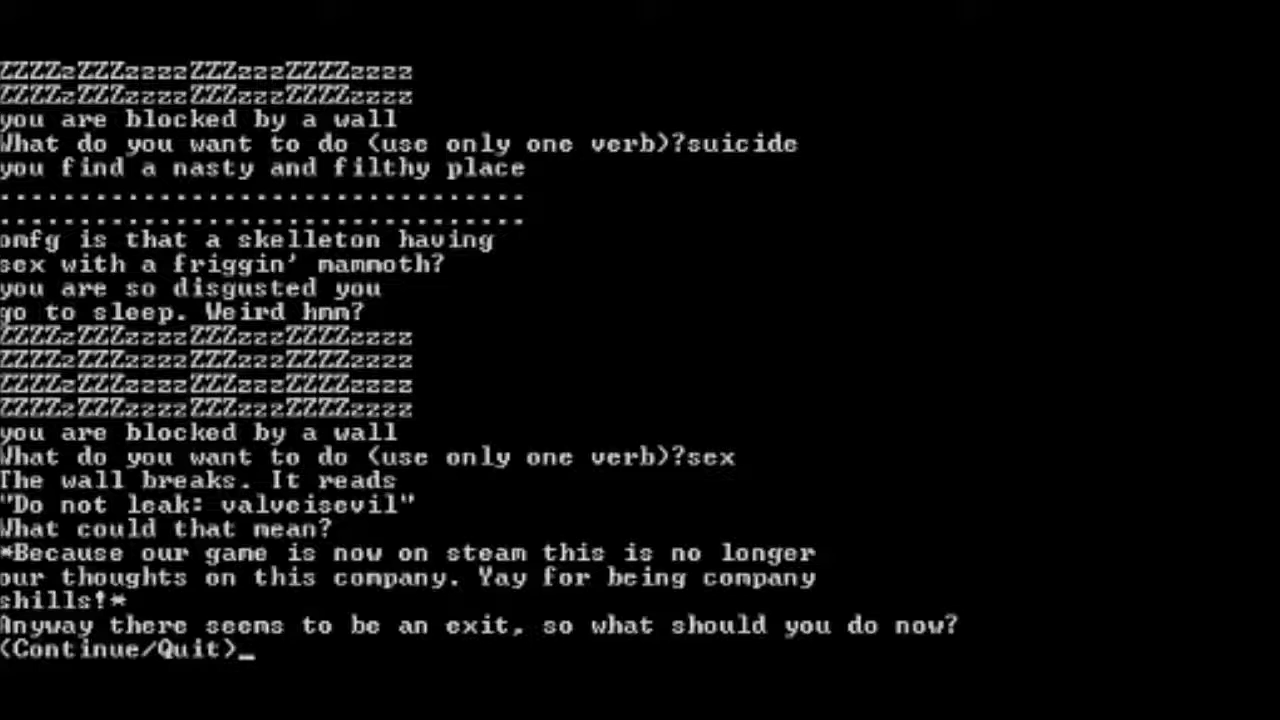 ZZZZzZZZzzzzZZZzzzZZZZzzzz
ZZZZzZZZzzzzZZZzzzZZZZzzzz
you are blocked by a wall
What do you want to do (use only one verb)?suicide
you find a nasty and filthy place
..................................
..................................
omfg is that a skelleton having
sex with a friggin' mammoth?
you are so disgusted you
go to sleep. Weird hmm?
ZZZZzZZZzzzzZZZzzzZZZZzzzz
ZZZZzZZZzzzzZZZzzzZZZZzzzz
ZZZZzZZZzzzzZZZzzzZZZZzzzz
ZZZZzZZZzzzzZZZzzzZZZZzzzz
you are blocked by a wall
What do you want to do (use only one verb)?sex
The wall breaks. It reads
"Do not leak: valveisevil"
What could that mean?
*Because our game is now on steam this is no longer
our thoughts on this company. Yay for being company
shills!*
Anyway there seems to be an exit, so what should you do now?
(Continue/Quit)_